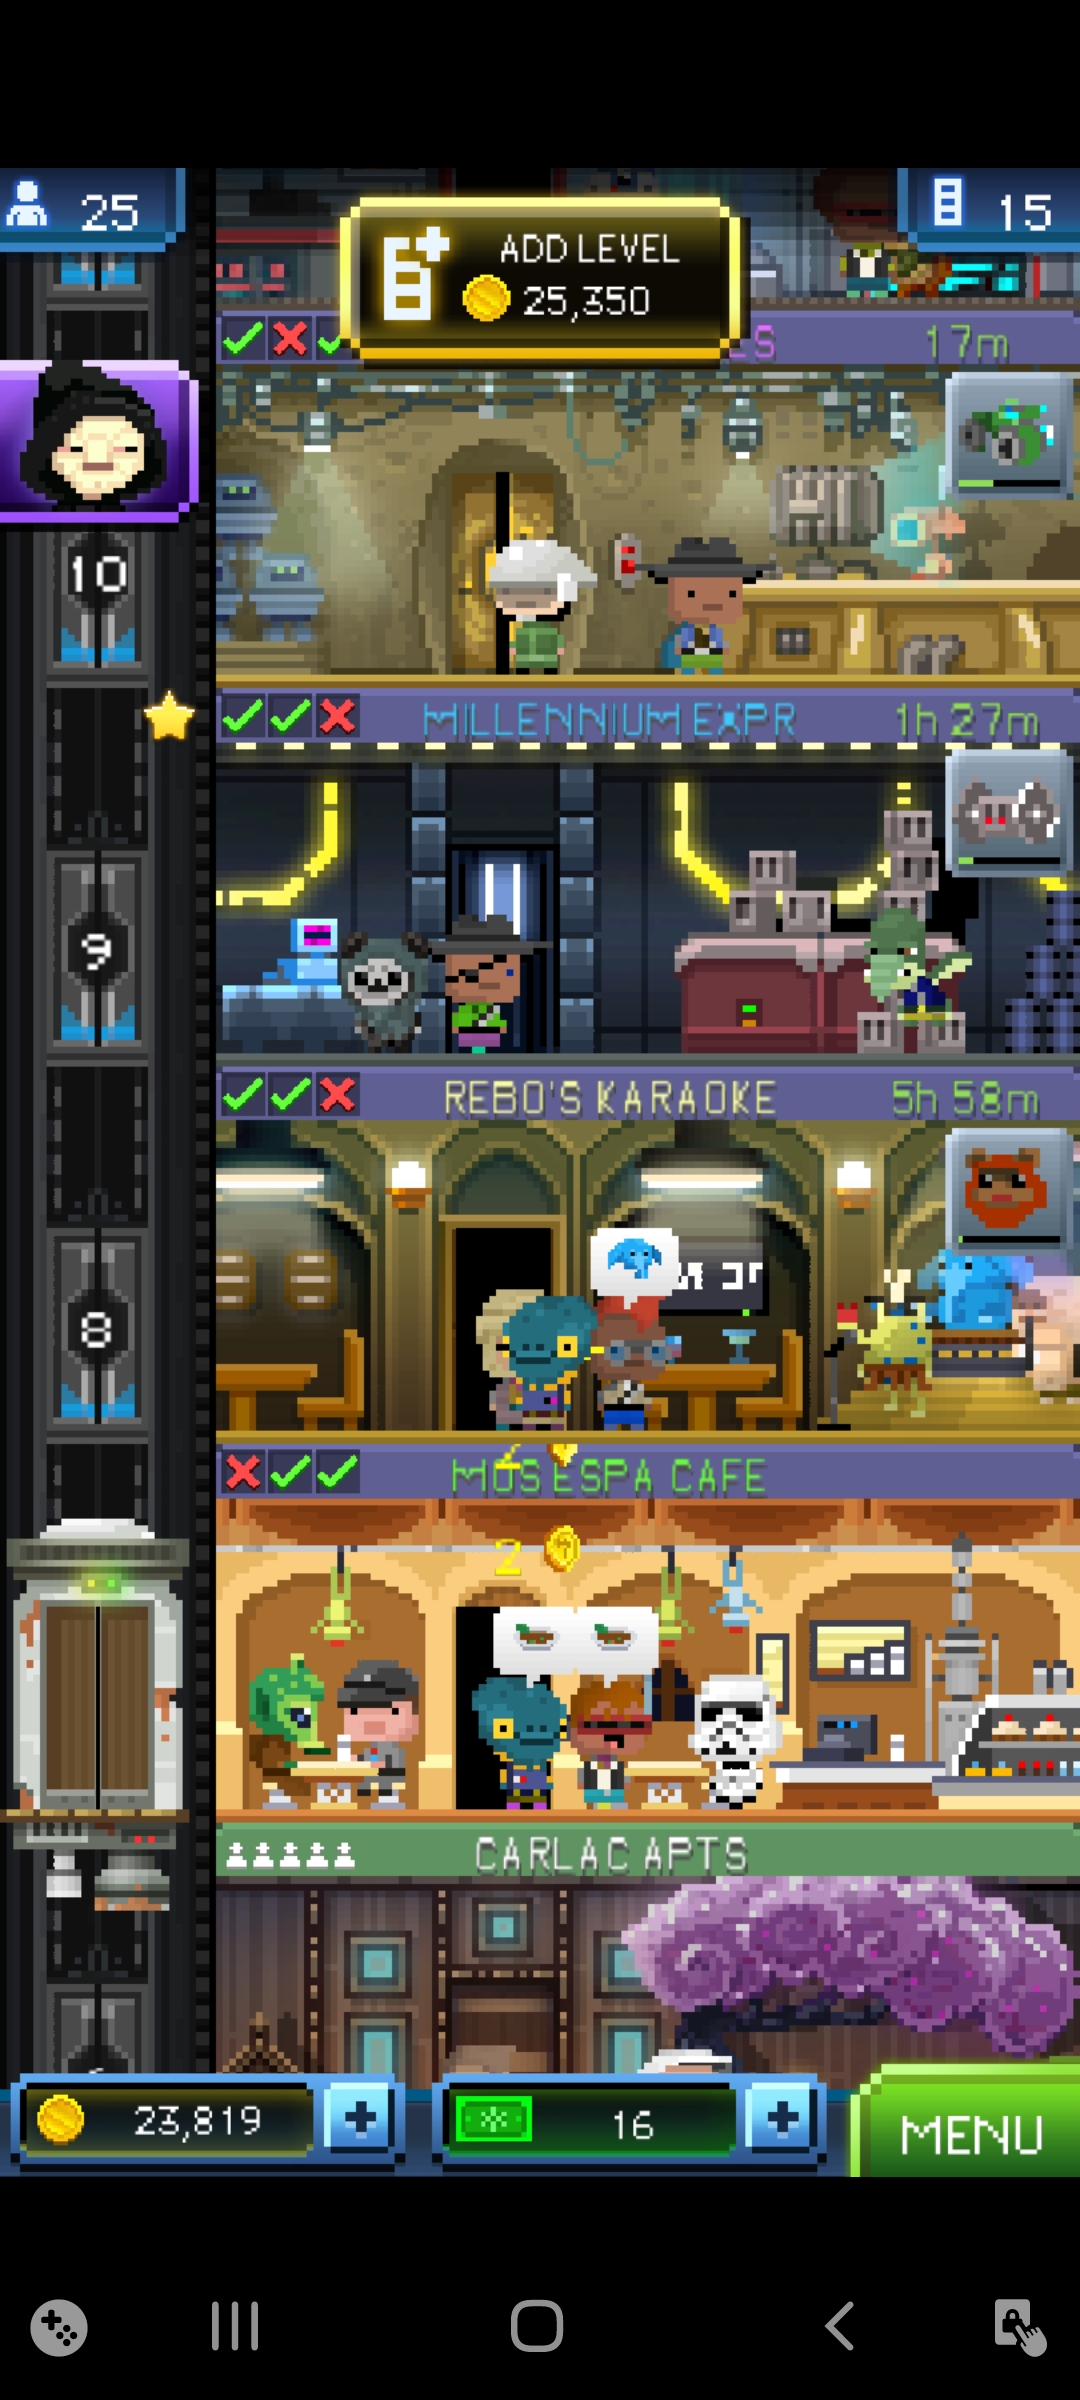 25
ADD LEVEL
25,350
15
17m
10
MILLENNIUM EXPR
1h 27m
9
REBO'S KARAOKE
5h 58m
8
MOS ESPA CAFE
2
CARLAC APTS
23,819
16
MENU